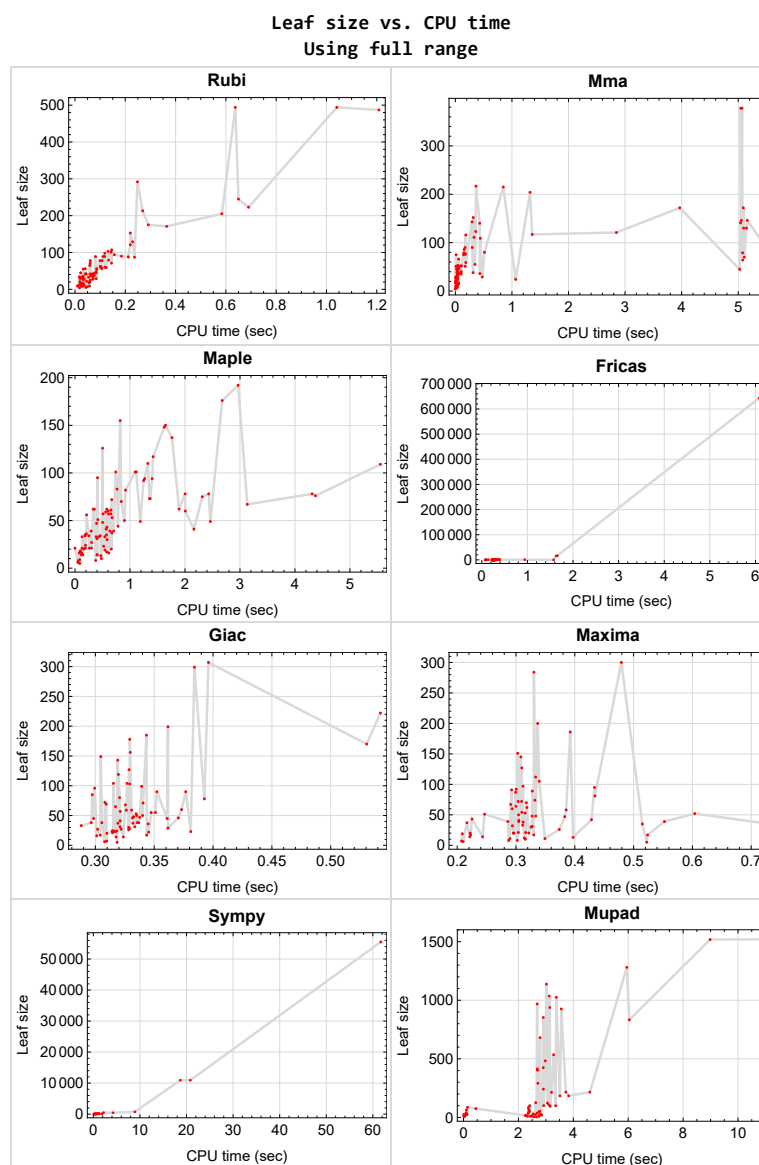 Leaf size vs. CPU time
Using full range
Rubi
Leaf size
500
400
300
200
100
0
0.0 0.2 0.4 0.6 0.8 1.0 1.2
CPU time (sec)
Mma
Leaf size
300
200
100
0
0 1 2 3 4 5
CPU time (sec)
Maple
Leaf size
200
150
100
50
0
0 1 2 3 4 5
CPU time (sec)
Fricas
Leaf size
700 000
600 000
500 000
400 000
300 000
200 000
100 000
0
0 1 2 3 4 5 6
CPU time (sec)
Giac
Leaf size
300
250
200
150
100
50
0
0.30 0.35 0.40 0.45 0.50
CPU time (sec)
Maxima
Leaf size
300
250
200
150
100
50
0
0.2 0.3 0.4 0.5 0.6 0.7
CPU time (sec)
Sympy
Leaf size
50 000
40 000
30 000
20 000
10 000
0
0 10 20 30 40 50 60
CPU time (sec)
Mupad
Leaf size
1500
1000
500
0
0 2 4 6 8 10
CPU time (sec)